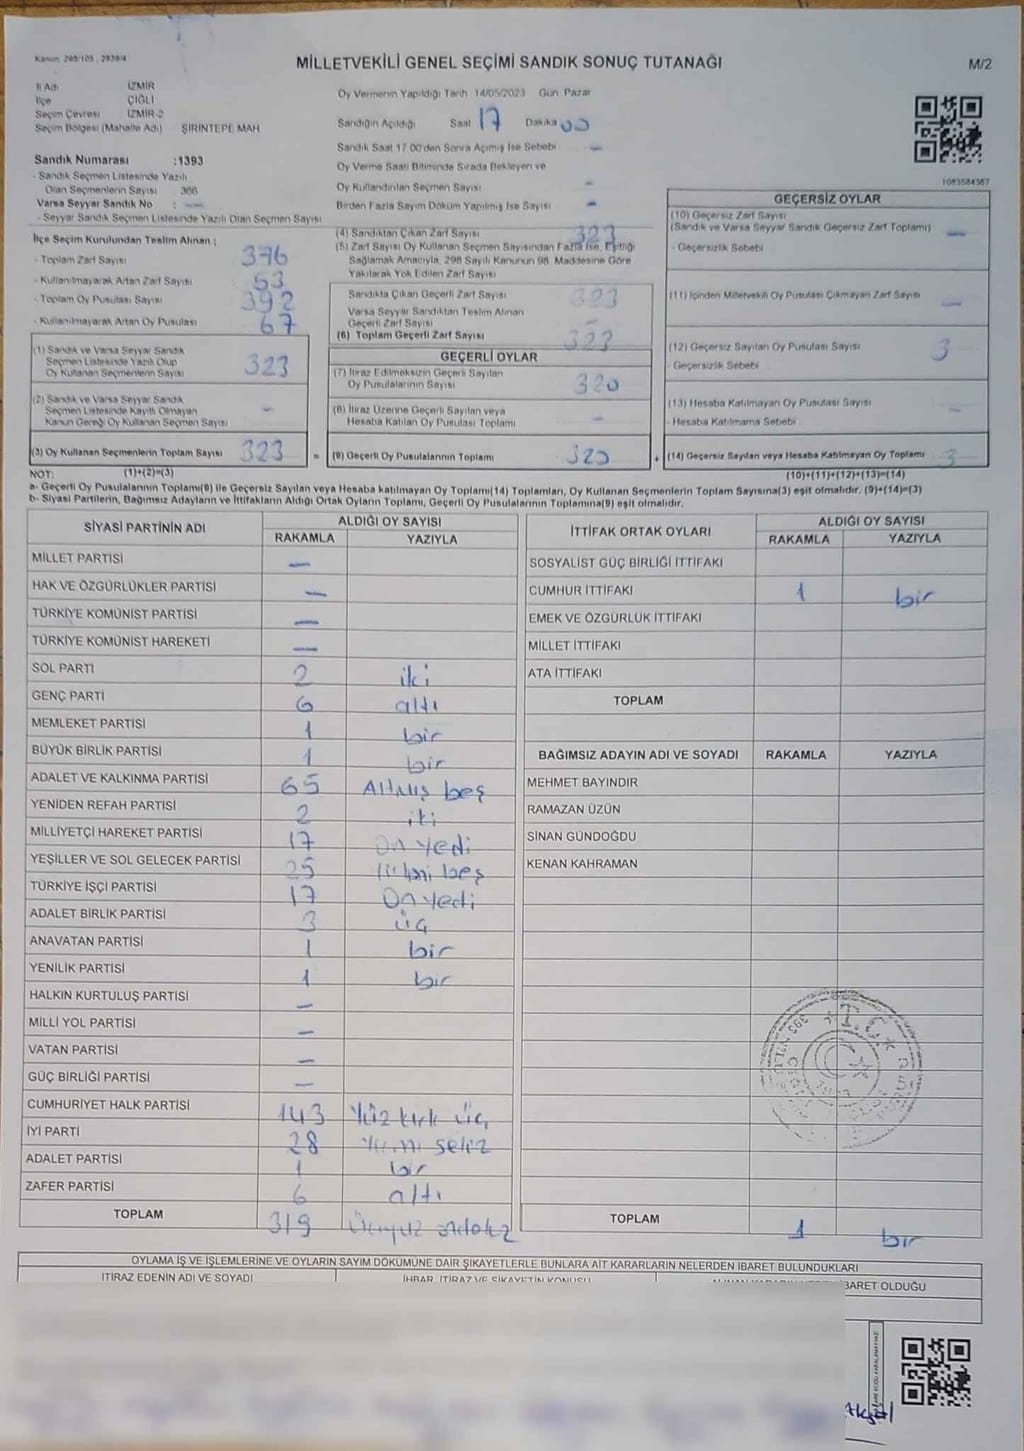 Kanun: 298/105, 2839/4
MİLLETVEKİLİ GENEL SEÇİMİ SANDIK SONUÇ TUTANAĞI
M/2
İl Adı İZMİR
İlçe ÇİĞLİ
Seçim Çevresi İZMİR-2
Seçim Bölgesi (Mahalle Adı) ŞİRİNTEPE MAH
Oy Vermenin Yapıldığı Tarih 14/05/2023 Gün Pazar
Sandığın Açıldığı Saat 17 Dakika 00
Sandık Saat 17 00'den Sonra Açılmış İse Sebebi -
Oy Verme Saati Bitiminde Sırada Bekleyen ve
Oy Kullandırılan Seçmen Sayısı -
Birden Fazla Sayım Döküm Yapılmış İse Sayısı -
1083584567
Sandık Numarası :1393
- Sandık Seçmen Listesinde Yazılı
Olan Seçmenlerin Sayısı 366
Varsa Seyyar Sandık No : -
- Seyyar Sandık Seçmen Listesinde Yazılı Olan Seçmen Sayısı
İlçe Seçim Kurulundan Teslim Alınan ;
- Toplam Zarf Sayısı 376
- Kullanılmayarak Artan Zarf Sayısı 53
- Toplam Oy Pusulası Sayısı 392
- Kullanılmayarak Artan Oy Pusulası 67
(1) Sandık ve Varsa Seyyar Sandık
Seçmen Listesinde Yazılı Olup
Oy Kullanan Seçmenlerin Sayısı 323
(2) Sandık ve Varsa Seyyar Sandık
Seçmen Listesinde Kayıtlı Olmayan
Kanun Gereği Oy Kullanan Seçmen Sayısı -
(3) Oy Kullanan Seçmenlerin Toplam Sayısı 323 =
(4) Sandıktan Çıkan Zarf Sayısı 323
(5) Zarf Sayısı Oy Kullanan Seçmen Sayısından Fazla İse, Eşitliği
Sağlamak Amacıyla, 298 Sayılı Kanunun 98. Maddesine Göre
Yakılarak Yok Edilen Zarf Sayısı
Sandıkta Çıkan Geçerli Zarf Sayısı 323
Varsa Seyyar Sandıktan Teslim Alınan
Geçerli Zarf Sayısı -
(6) Toplam Geçerli Zarf Sayısı 323
GEÇERLİ OYLAR
(7) İtiraz Edilmeksizin Geçerli Sayılan
Oy Pusulalarının Sayısı 320
(8) İtiraz Üzerine Geçerli Sayılan veya
Hesaba Katılan Oy Pusulası Toplamı -
(9) Geçerli Oy Pusulalarının Toplamı 320 +
GEÇERSİZ OYLAR
(10) Geçersiz Zarf Sayısı
(Sandık ve Varsa Seyyar Sandık Geçersiz Zarf Toplamı) -
- Geçersizlik Sebebi
(11) İçinden Milletvekili Oy Pusulası Çıkmayan Zarf Sayısı -
(12) Geçersiz Sayılan Oy Pusulası Sayısı 3
- Geçersizlik Sebebi
(13) Hesaba Katılmayan Oy Pusulası Sayısı -
- Hesaba Katılmama Sebebi
(14) Geçersiz Sayılan veya Hesaba Katılmayan Oy Toplamı 3
NOT: (1)+(2)=(3) (10)+(11)+(12)+(13)=(14)
a- Geçerli Oy Pusulalarının Toplamı(9) ile Geçersiz Sayılan veya Hesaba katılmayan Oy Toplamı(14) Toplamları, Oy Kullanan Seçmenlerin Toplam Sayısına(3) eşit olmalıdır. (9)+(14)=(3)
b- Siyasi Partilerin, Bağımsız Adayların ve İttifakların Aldığı Ortak Oyların Toplamı, Geçerli Oy Pusulalarının Toplamına(9) eşit olmalıdır.
SİYASİ PARTİNİN ADI ALDIĞI OY SAYISI
RAKAMLA YAZIYLA
MİLLET PARTİSİ -
HAK VE ÖZGÜRLÜKLER PARTİSİ -
TÜRKİYE KOMÜNİST PARTİSİ -
TÜRKİYE KOMÜNİST HAREKETİ -
SOL PARTİ 2 iki
GENÇ PARTİ 6 altı
MEMLEKET PARTİSİ 1 bir
BÜYÜK BİRLİK PARTİSİ 1 bir
ADALET VE KALKINMA PARTİSİ 65 Altmış beş
YENİDEN REFAH PARTİSİ 2 iki
MİLLİYETÇİ HAREKET PARTİSİ 17 On yedi
YEŞİLLER VE SOL GELECEK PARTİSİ 25 Yirmi beş
TÜRKİYE İŞÇİ PARTİSİ 17 On yedi
ADALET BİRLİK PARTİSİ 3 üç
ANAVATAN PARTİSİ 1 bir
YENİLİK PARTİSİ 1 bir
HALKIN KURTULUŞ PARTİSİ -
MİLLİ YOL PARTİSİ -
VATAN PARTİSİ -
GÜÇ BİRLİĞİ PARTİSİ -
CUMHURİYET HALK PARTİSİ 143 Yüz kırk üç
İYİ PARTİ 28 Yirmi sekiz
ADALET PARTİSİ 1 bir
ZAFER PARTİSİ 6 altı
TOPLAM 319
İTTİFAK ORTAK OYLARI ALDIĞI OY SAYISI
RAKAMLA YAZIYLA
SOSYALİST GÜÇ BİRLİĞİ İTTİFAKI
CUMHUR İTTİFAKI 1 bir
EMEK VE ÖZGÜRLÜK İTTİFAKI
MİLLET İTTİFAKI
ATA İTTİFAKI
TOPLAM
BAĞIMSIZ ADAYIN ADI VE SOYADI RAKAMLA YAZIYLA
MEHMET BAYINDIR
RAMAZAN ÜZÜN
SİNAN GÜNDOĞDU
KENAN KAHRAMAN
T.C.
TOPLAM 1 bir
OYLAMA İŞ VE İŞLEMLERİNE VE OYLARIN SAYIM DÖKÜMÜNE DAİR ŞİKAYETLERLE BUNLARA AİT KARARLARIN NELERDEN İBARET BULUNDUKLARI
İTİRAZ EDENİN ADI VE SOYADI İHBAR, İTİRAZ VE ŞİKAYETİN KONUSU İBARET OLDUĞU